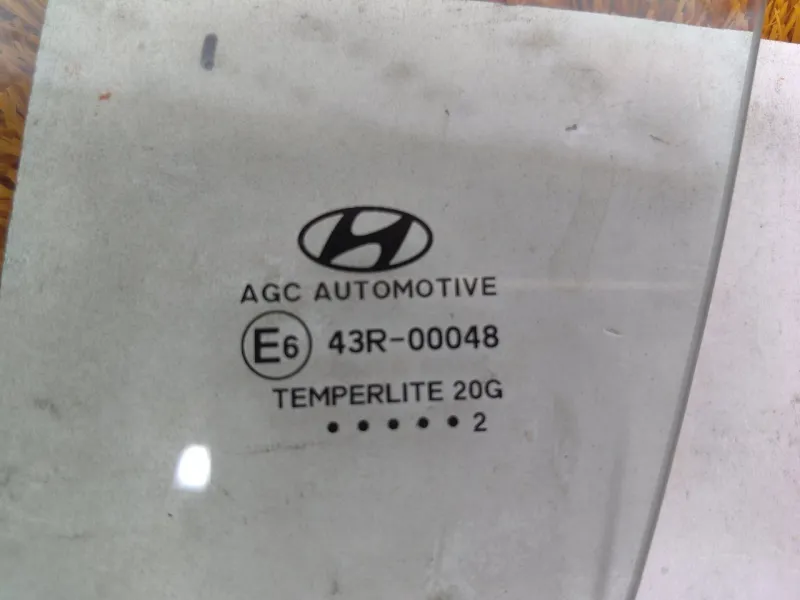 AGC AUTOMOTIVE
E6 43R-00048
TEMPERLITE 20G
• • • • • 2